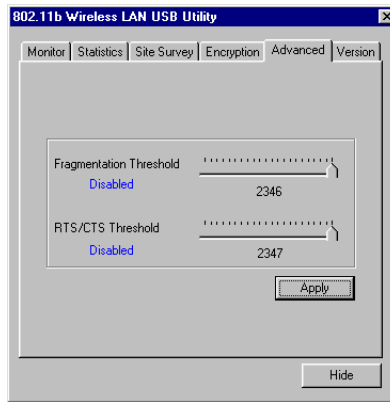 802.11b Wireless LAN USB Utility
Monitor Statistics Site Survey Encryption Advanced Version
Fragmentation Threshold
Disabled
2346
RTS/CTS Threshold
Disabled
2347
Apply
Hide